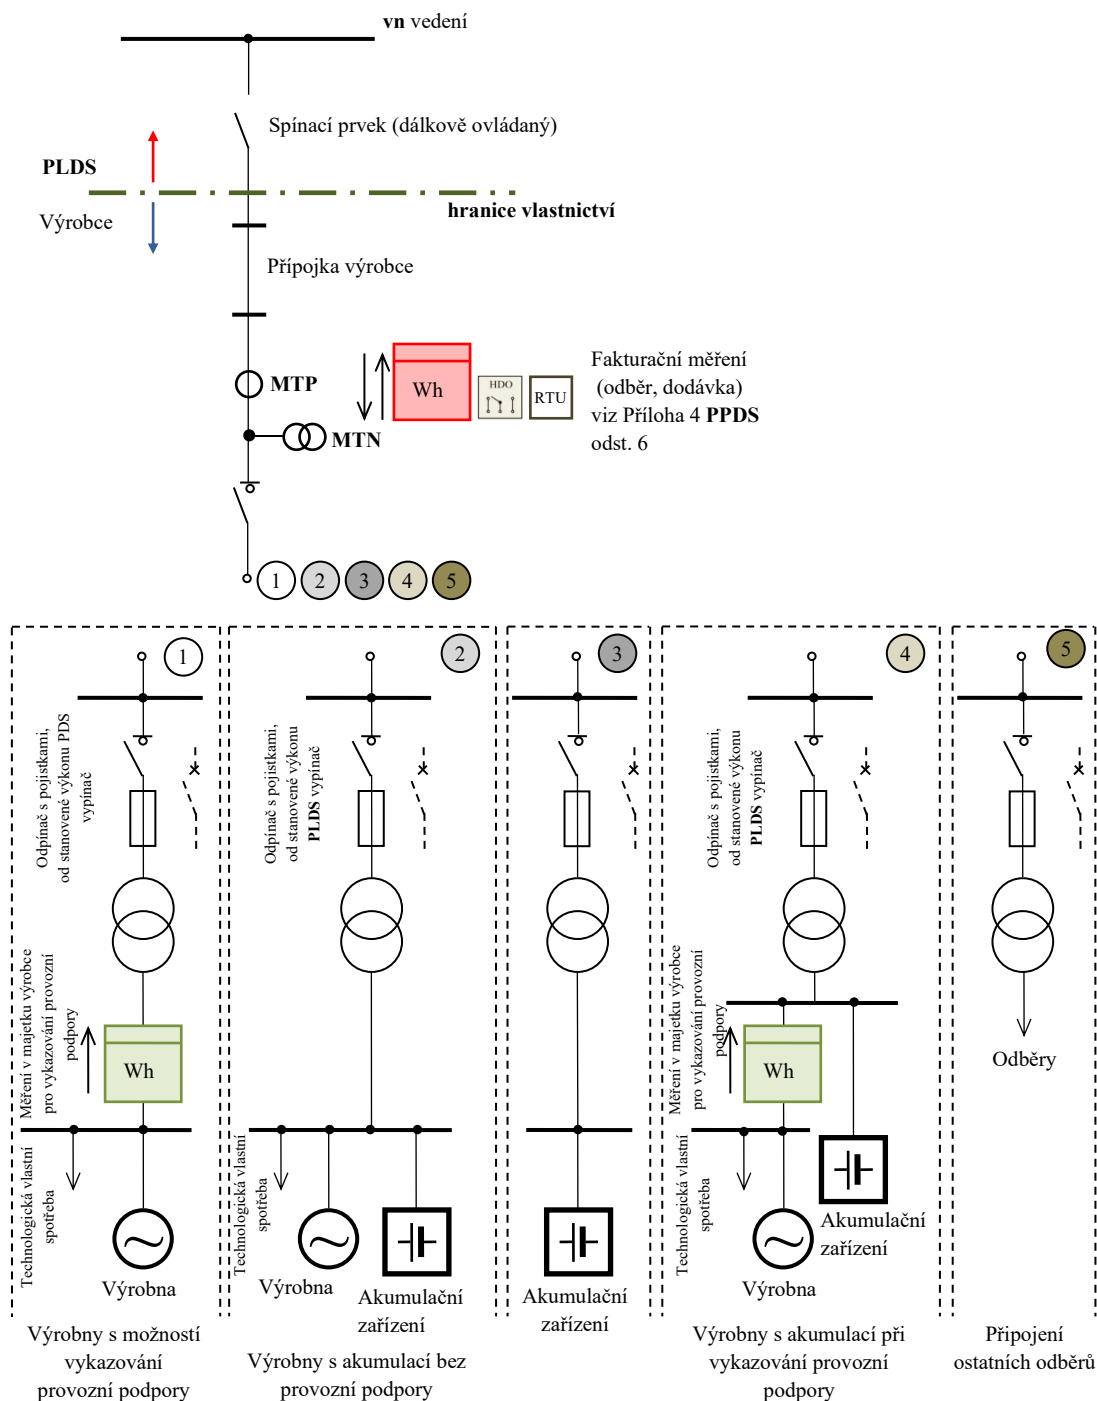 vn vedení
Spínací prvek (dálkově ovládaný)
PLDS
Výrobce
hranice vlastnictví
Přípojka výrobce
MTP
MTN
Wh
HDO
RTU
Fakturační měření
(odběr, dodávka)
viz Příloha 4 PPDS
odst. 6
1
2
3
4
5
1
Odpínač s pojistkami,
od stanovené výkonu PDS
vypínač
Měření v majetku výrobce
pro vykazování provozní
podpory
Wh
Technologická vlastní
spotřeba
Výrobna
Výrobny s možností
vykazování
provozní podpory
2
Odpínač s pojistkami,
od stanovené výkonu
PLDS vypínač
Technologická vlastní
spotřeba
Výrobna
Akumulační
zařízení
Výrobny s akumulací bez
provozní podpory
3
Akumulační
zařízení
4
Odpínač s pojistkami,
od stanovené výkonu
PLDS vypínač
Měření v majetku výrobce
pro vykazování provozní
podpory
Wh
Technologická vlastní
spotřeba
Výrobna
Akumulační
zařízení
Výrobny s akumulací při
vykazování provozní
podpory
5
Odběry
Připojení
ostatních odběrů